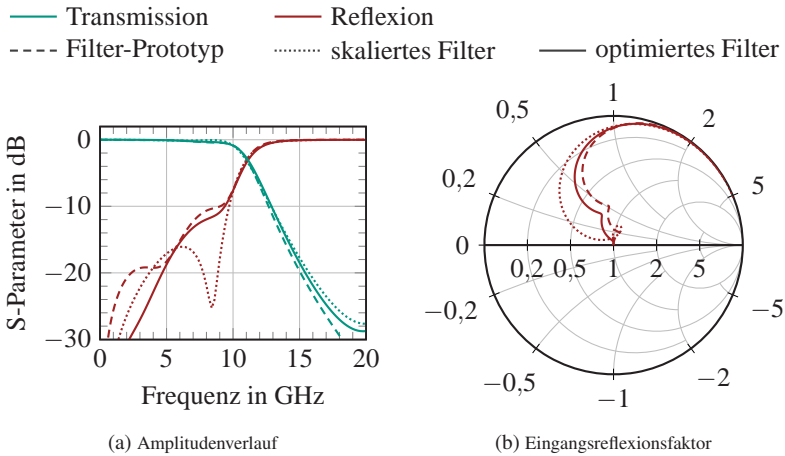 Transmission Reflexion
Filter-Prototyp skaliertes Filter optimiertes Filter
0
−10
−20
−30
S-Parameter in dB
0 5 10 15 20
Frequenz in GHz
(a) Amplitudenverlauf
1
0,5 2
0,2 5
0
0,2 0,5 1 2 5
−0,2 −5
−0,5 −2
−1
(b) Eingangsreflexionsfaktor